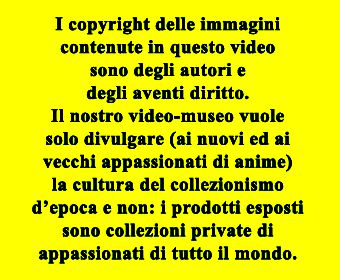 I copyright delle immagini
contenute in questo video
sono degli autori e
degli aventi diritto.
Il nostro video-museo vuole
solo divulgare (ai nuovi ed ai
vecchi appassionati di anime)
la cultura del collezionismo
d’epoca e non: i prodotti esposti
sono collezioni private di
appassionati di tutto il mondo.